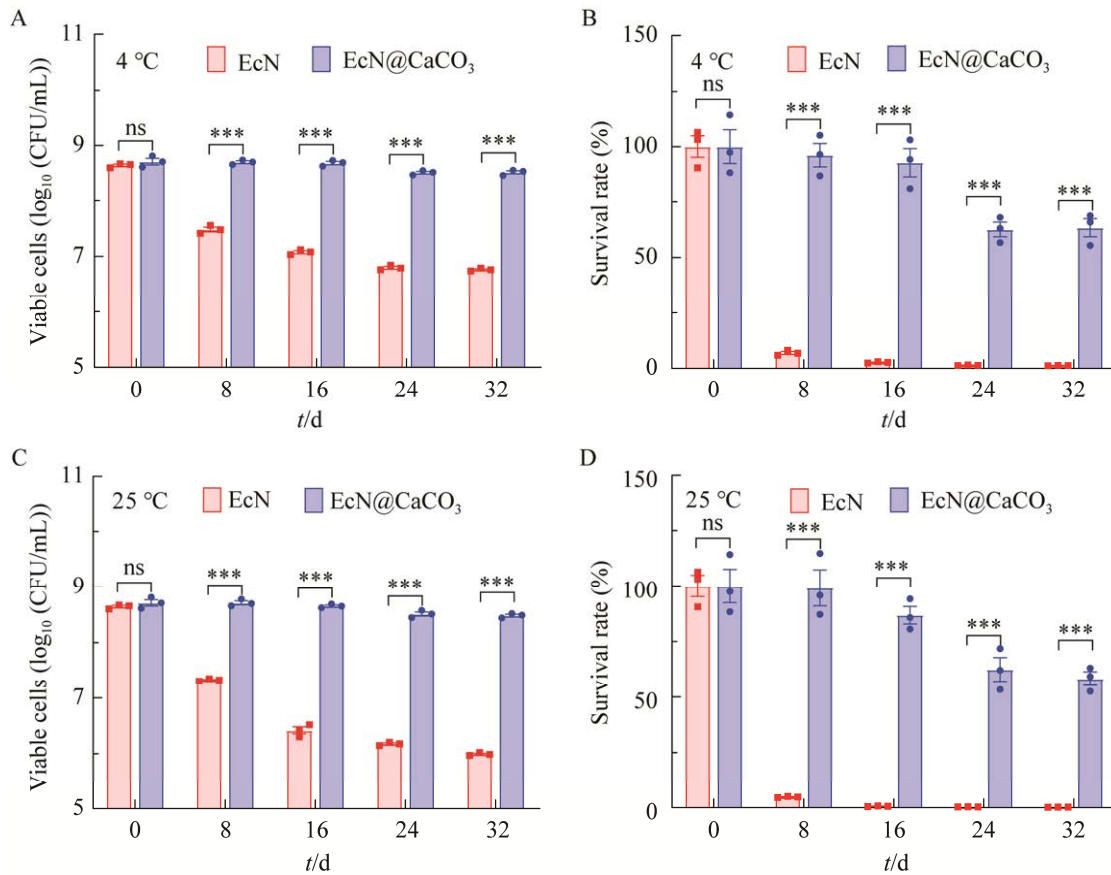 A
11
9
7
5
Viable cells (log₁₀ (CFU/mL))
4 °C
EcN
EcN@CaCO₃
ns
***
***
***
***
0 8 16 24 32
t/d
B
150
100
50
0
Survival rate (%)
4 °C
EcN
EcN@CaCO₃
ns
***
***
***
***
0 8 16 24 32
t/d
C
11
9
7
5
Viable cells (log₁₀ (CFU/mL))
25 °C
EcN
EcN@CaCO₃
ns
***
***
***
***
0 8 16 24 32
t/d
D
150
100
50
0
Survival rate (%)
25 °C
EcN
EcN@CaCO₃
ns
***
***
***
***
0 8 16 24 32
t/d